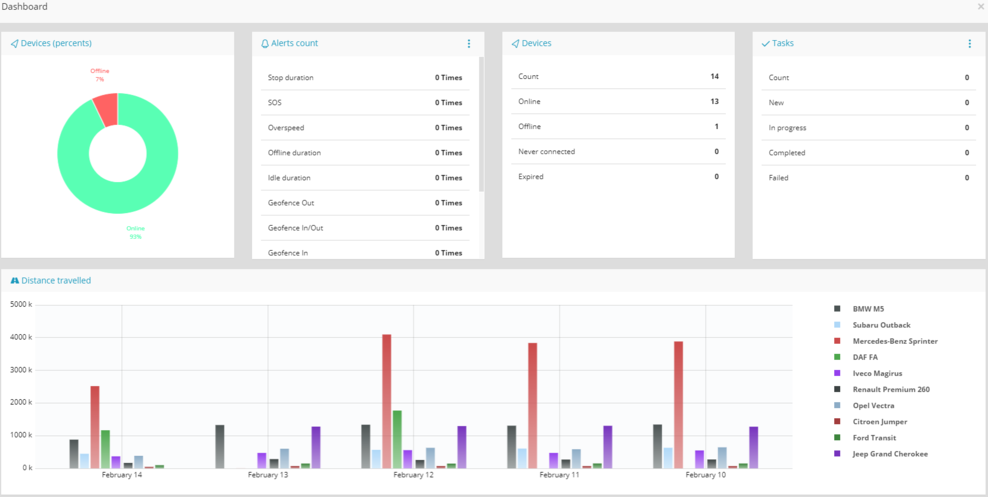 Dashboard ×
Devices (percents)
Offline
7%
Online
93%
Alerts count
Stop duration 0 Times
SOS 0 Times
Overspeed 0 Times
Offline duration 0 Times
Idle duration 0 Times
Geofence Out 0 Times
Geofence In/Out 0 Times
Geofence In 0 Times
Devices
Count 14
Online 13
Offline 1
Never connected 0
Expired 0
Tasks
Count 0
New 0
In progress 0
Completed 0
Failed 0
Distance travelled
5000 k
4000 k
3000 k
2000 k
1000 k
0 k
February 14 February 13 February 12 February 11 February 10
BMW M5
Subaru Outback
Mercedes-Benz Sprinter
DAF FA
Iveco Magirus
Renault Premium 260
Opel Vectra
Citroen Jumper
Ford Transit
Jeep Grand Cherokee